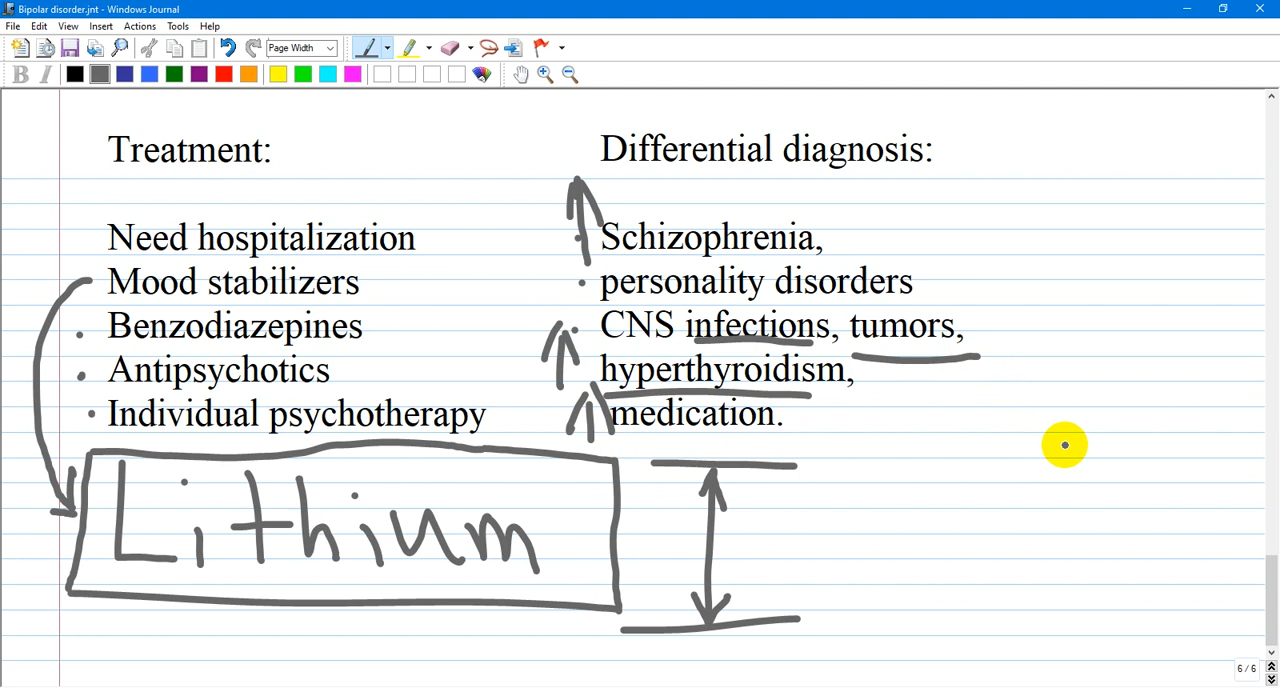 Bipolar disorder.jnt - Windows Journal
File Edit View Insert Actions Tools Help
Page Width
B I
Treatment:
Need hospitalization
Mood stabilizers
Benzodiazepines
Antipsychotics
Individual psychotherapy
Lithium
Differential diagnosis:
Schizophrenia,
personality disorders
CNS infections, tumors,
hyperthyroidism,
medication.
6 / 6